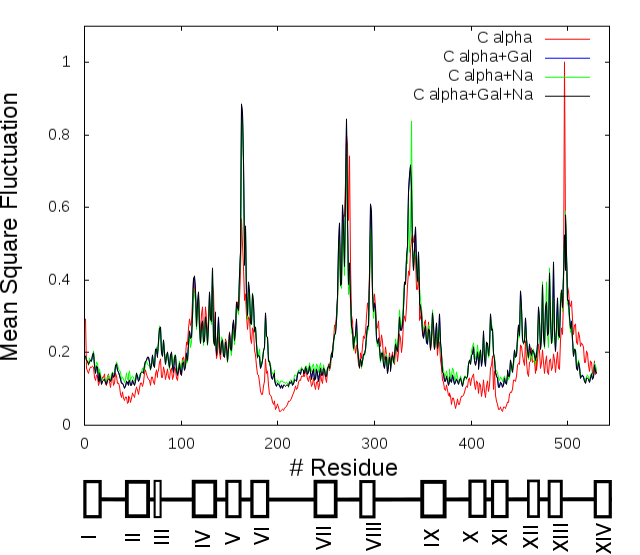 C alpha
C alpha+Gal
C alpha+Na
C alpha+Gal+Na
Mean Square Fluctuation
1
0.8
0.6
0.4
0.2
0
0 100 200 300 400 500
# Residue
I II III IV V VI VII VIII IX X XI XII XIII XIV